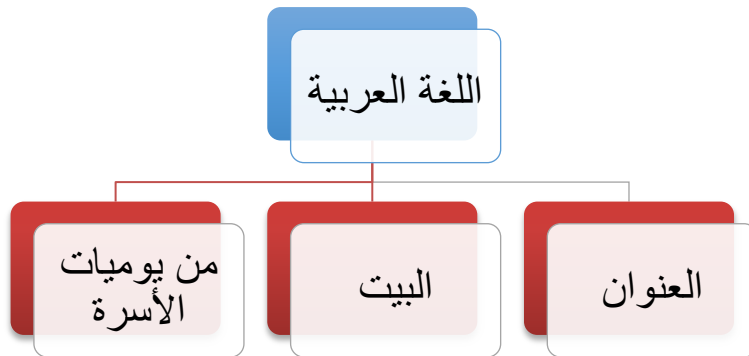 اللغة العربية
العنوان
البيت
من يوميات
الأسرة